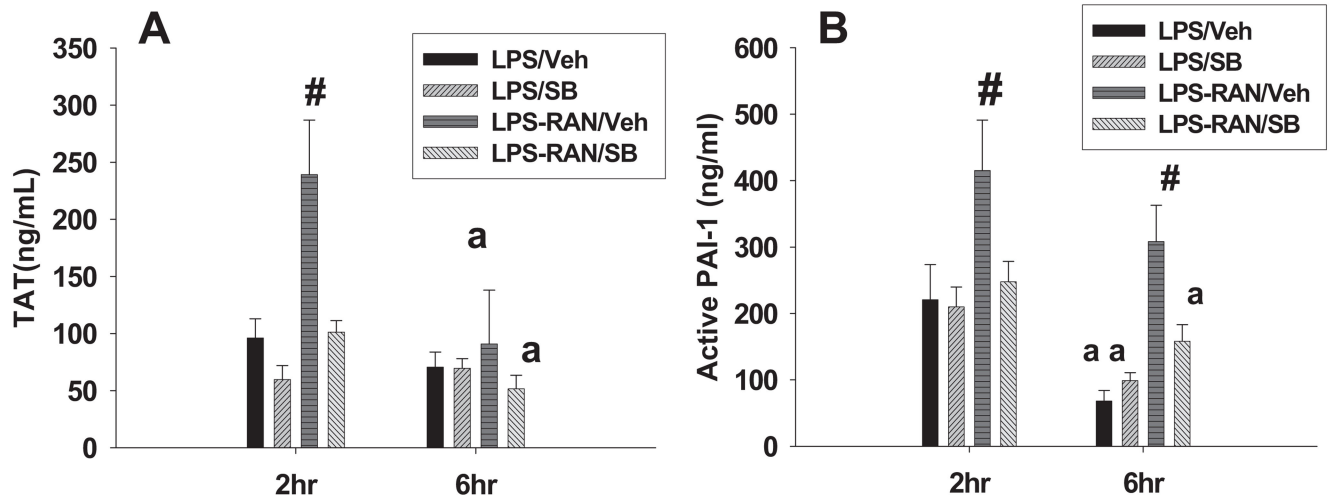 A
LPS/Veh
LPS/SB
LPS-RAN/Veh
LPS-RAN/SB
TAT(ng/mL)
350
300
250
200
150
100
50
0
#
a
a
2hr
6hr
B
LPS/Veh
LPS/SB
LPS-RAN/Veh
LPS-RAN/SB
Active PAI-1 (ng/ml)
600
500
400
300
200
100
0
#
#
a
a a
2hr
6hr